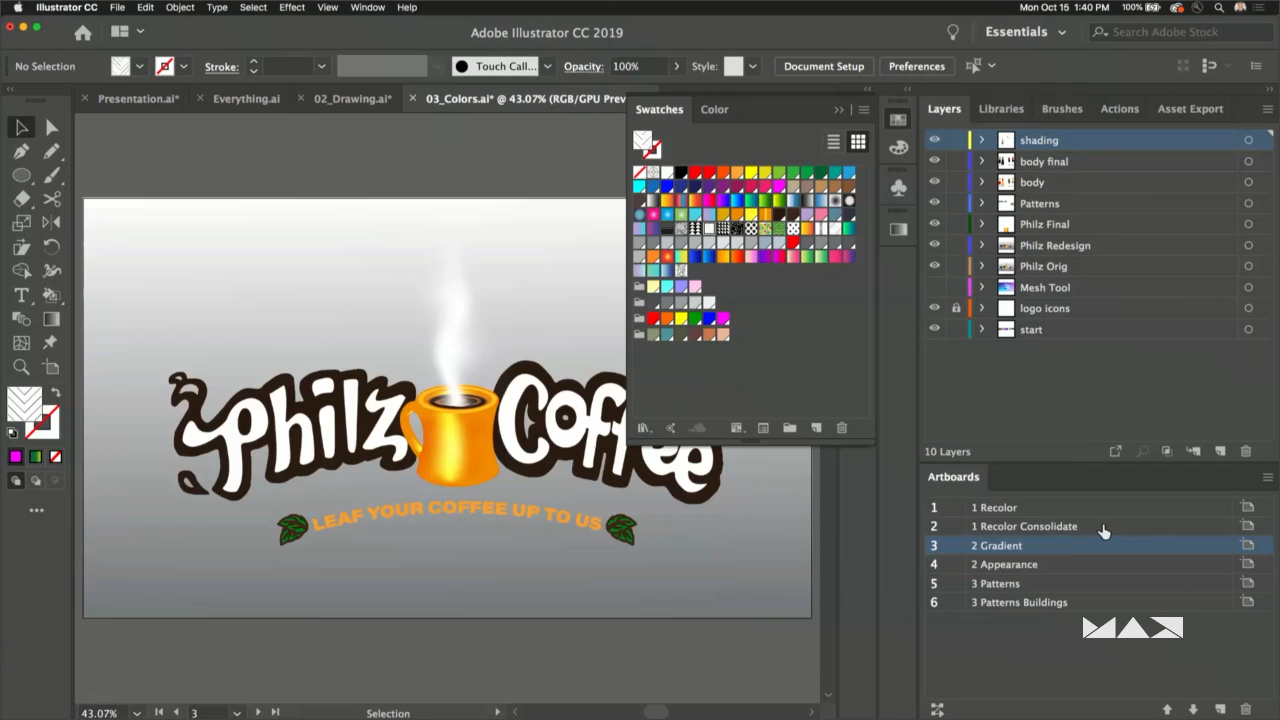 Illustrator CC File Edit Object Type Select Effect View Window Help
Mon Oct 15 1:40 PM 100%
Adobe Illustrator CC 2019
Essentials
Search Adobe Stock
No Selection
Stroke:
Touch Call...
Opacity: 100%
Style:
Document Setup
Preferences
Presentation.ai*
Everything.ai
02_Drawing.ai*
03_Colors.ai* @ 43.07% (RGB/GPU Prev
Swatches
Color
Layers
Libraries
Brushes
Actions
Asset Export
shading
body final
body
Patterns
Philz Final
Philz Redesign
Philz Orig
Mesh Tool
logo icons
start
Philz Coffee
LEAF YOUR COFFEE UP TO US
10 Layers
Artboards
1 1 Recolor
2 1 Recolor Consolidate
3 2 Gradient
4 2 Appearance
5 3 Patterns
6 3 Patterns Buildings
MAX
43.07%
3
Selection